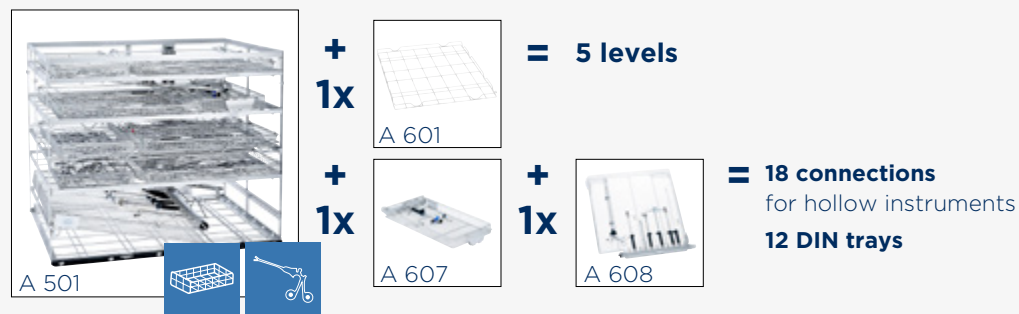 +
1x
A 601
= 5 levels
A 501
+
1x
A 607
+
1x
A 608
= 18 connections
for hollow instruments
12 DIN trays